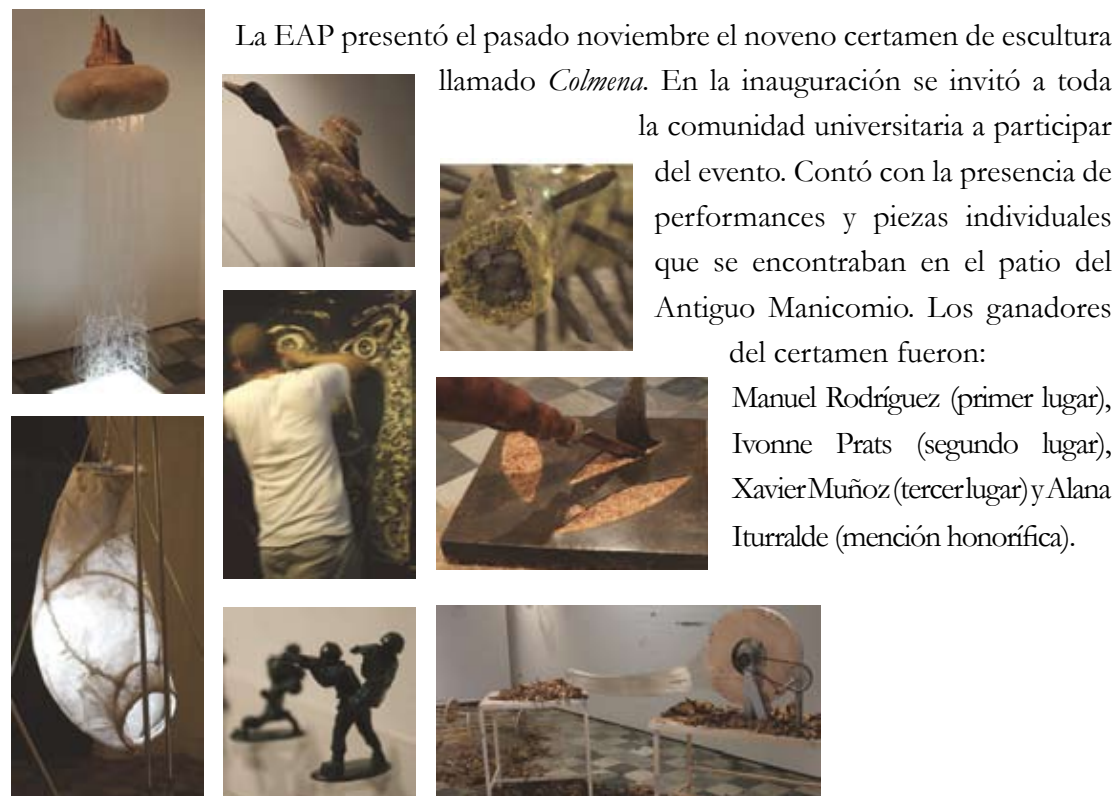 La EAP presentó el pasado noviembre el noveno certamen de escultura
llamado Colmena. En la inauguración se invitó a toda
la comunidad universitaria a participar
del evento. Contó con la presencia de
performances y piezas individuales
que se encontraban en el patio del
Antiguo Manicomio. Los ganadores
del certamen fueron:
Manuel Rodríguez (primer lugar),
Ivonne Prats (segundo lugar),
Xavier Muñoz (tercer lugar) y Alana
Iturralde (mención honorífica).